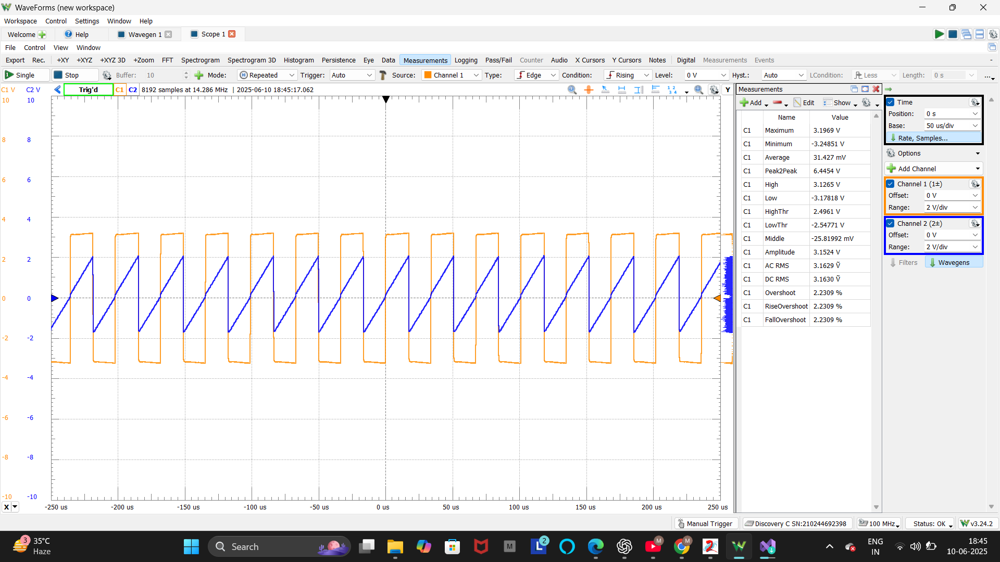 WaveForms (new workspace)
Workspace Control Settings Window Help
Welcome Help Wavegen 1 Scope 1
File Control View Window
Export Rec. +XY +XYZ +XYZ 3D +Zoom FFT Spectrogram Spectrogram 3D Histogram Persistence Eye Data Measurements Logging Pass/Fail Counter Audio X Cursors Y Cursors Notes Digital Measurements Events -
Single Stop Buffer: 10 Mode: Repeated Trigger: Auto Source: Channel 1 Type: Edge Condition: Rising Level: 0 V Hyst.: Auto LCondition: Less Length: 0 s ...
C1 V C2 V Trig'd C1 C2 8192 samples at 14.286 MHz | 2025-06-10 18:45:17.062 Y
10 10
8 8
6 6
4 4
2 2
0 0
-2 -2
-4 -4
-6 -6
-8 -8
-10 -10
X
-250 us -200 us -150 us -100 us -50 us 0 us 50 us 100 us 150 us 200 us 250 us
Measurements
Add Edit Show
Name Value
C1 Maximum 3.1969 V
C1 Minimum -3.24851 V
C1 Average 31.427 mV
C1 Peak2Peak 6.4454 V
C1 High 3.1265 V
C1 Low -3.17818 V
C1 HighThr 2.4961 V
C1 LowThr -2.54771 V
C1 Middle -25.81992 mV
C1 Amplitude 3.1524 V
C1 AC RMS 3.1629 Ṽ
C1 DC RMS 3.1630 Ṽ
C1 Overshoot 2.2309 %
C1 RiseOvershoot 2.2309 %
C1 FallOvershoot 2.2309 %
Time
Position: 0 s
Base: 50 us/div
Rate, Samples...
Options
Add Channel
Channel 1 (1±)
Offset: 0 V
Range: 2 V/div
Channel 2 (2±)
Offset: 0 V
Range: 2 V/div
Filters Wavegens
Manual Trigger Discovery C SN:210244692398 100 MHz Status: OK v3.24.2
3 35°C
Haze
Search
M
L 2
M
M
ENG
IN
18:45
10-06-2025